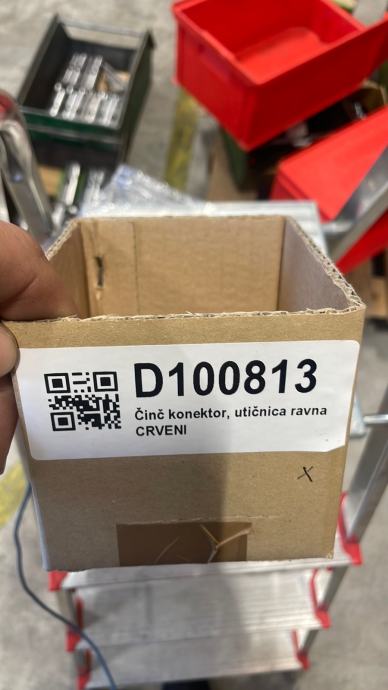 D100813
Činč konektor, utičnica ravna
CRVENI
X